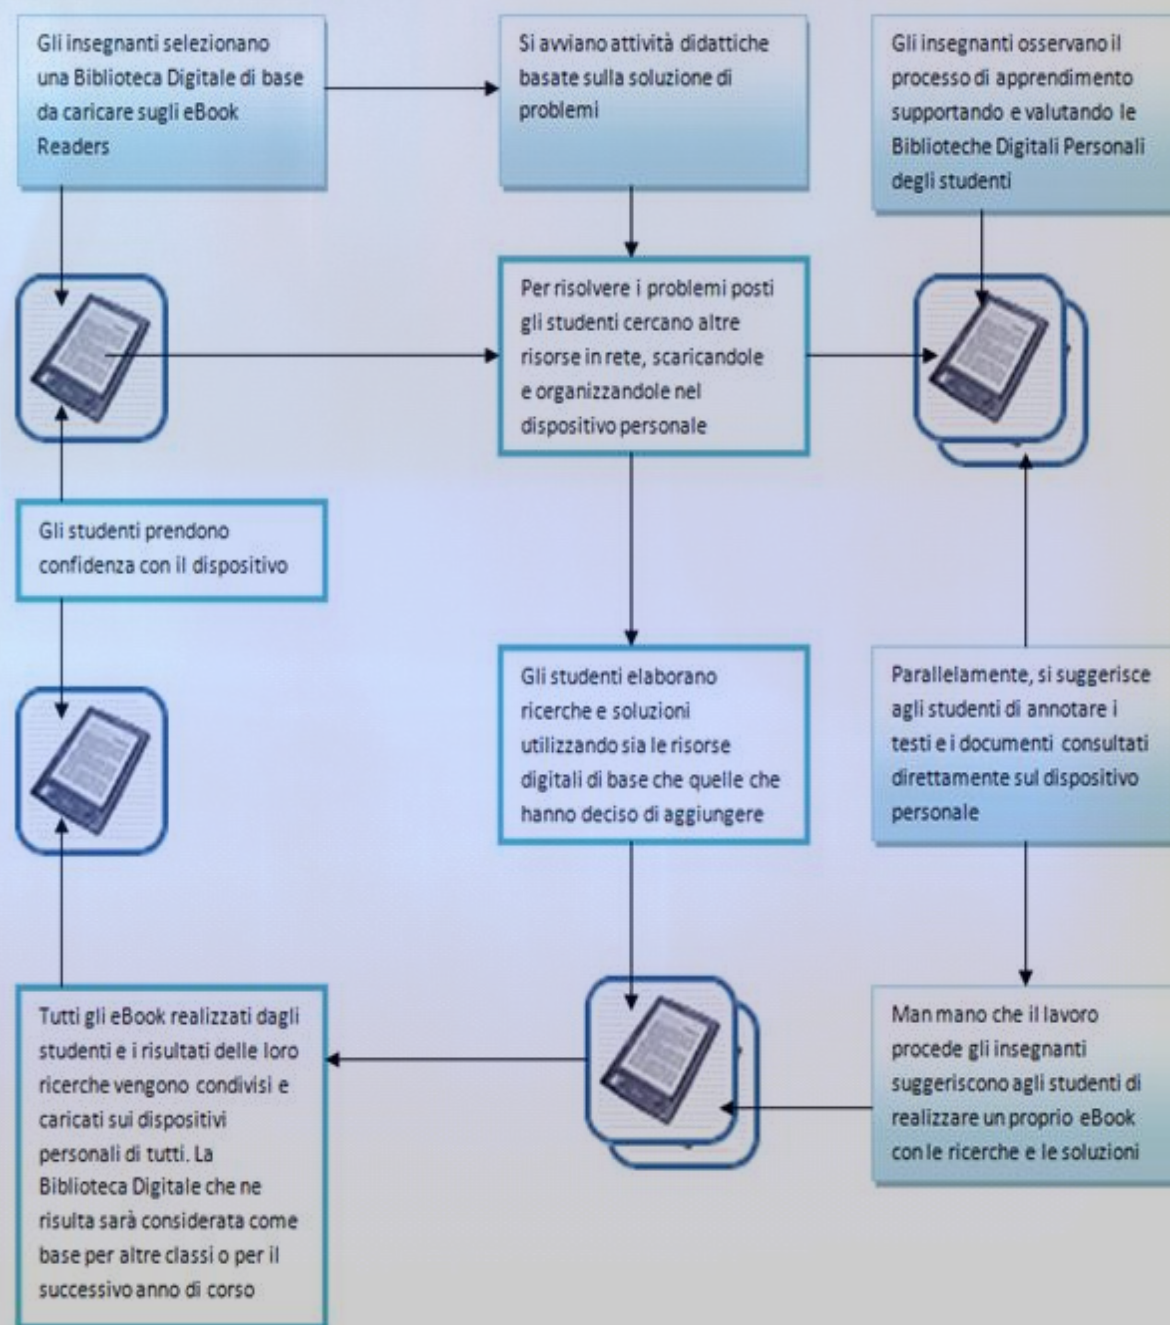 Gli insegnanti selezionano
una Biblioteca Digitale di base
da caricare sugli eBook
Readers
Si avviano attività didattiche
basate sulla soluzione di
problemi
Gli insegnanti osservano il
processo di apprendimento
supportando e valutando le
Biblioteche Digitali Personali
degli studenti
Per risolvere i problemi posti
gli studenti cercano altre
risorse in rete, scaricandole
e organizzandole nel
dispositivo personale
Gli studenti prendono
confidenza con il dispositivo
Gli studenti elaborano
ricerche e soluzioni
utilizzando sia le risorse
digitali di base che quelle che
hanno deciso di aggiungere
Parallelamente, si suggerisce
agli studenti di annotare i
testi e i documenti consultati
direttamente sul dispositivo
personale
Tutti gli eBook realizzati dagli
studenti e i risultati delle loro
ricerche vengono condivisi e
caricati sui dispositivi
personali di tutti. La
Biblioteca Digitale che ne
risulta sarà considerata come
base per altre classi o per il
successivo anno di corso
Man mano che il lavoro
procede gli insegnanti
suggeriscono agli studenti di
realizzare un proprio eBook
con le ricerche e le soluzioni